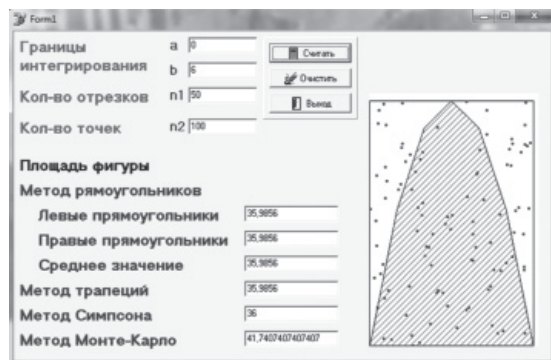 Form1
Границы
интегрирования
a 0
b 6
Кол-во отрезков n1 50
Кол-во точек n2 100
Считать
Очистить
Выход
Площадь фигуры
Метод рямоугольников
Левые прямоугольники 35,9856
Правые прямоугольники 35,9856
Среднее значение 35,9856
Метод трапеций 35,9856
Метод Симпсона 36
Метод Монте-Карло 41,7407407407407